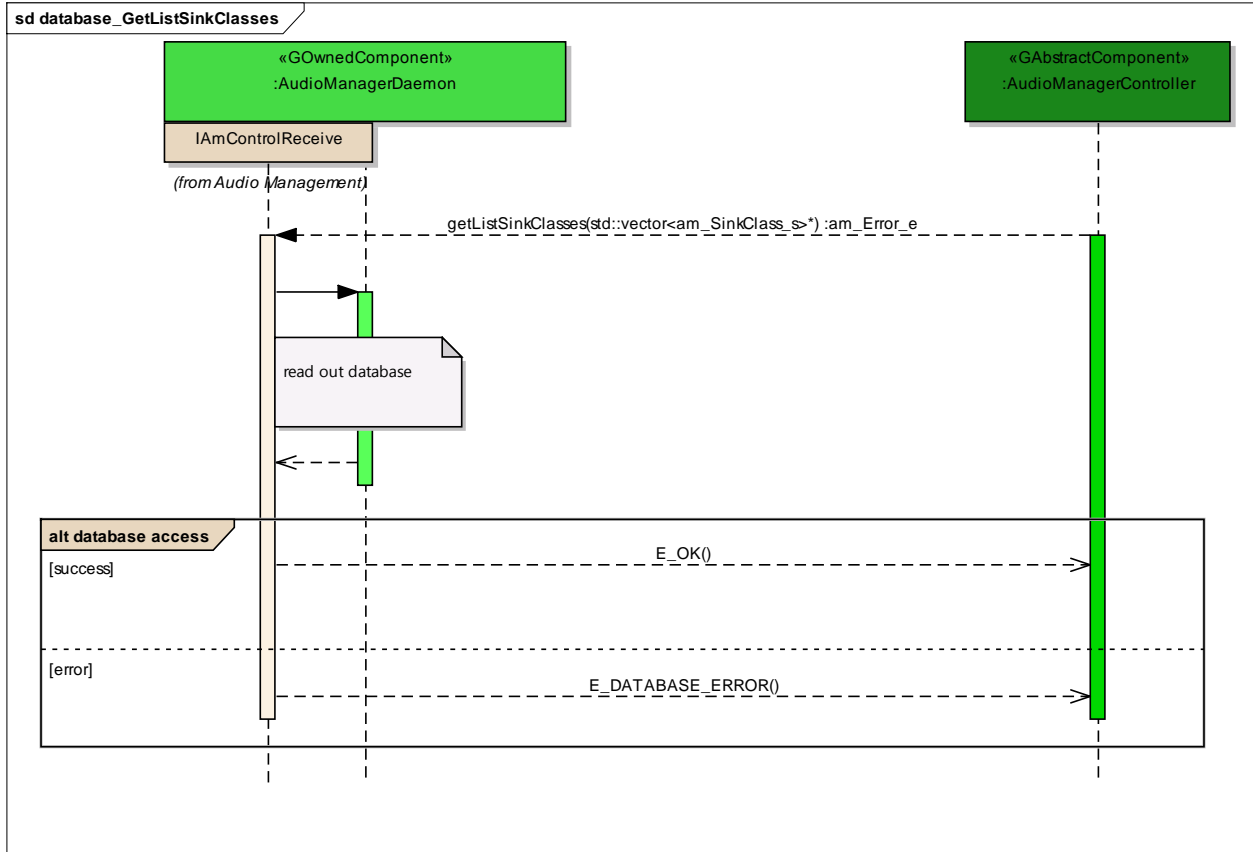 sd database_GetListSinkClasses
«GOwnedComponent»
:AudioManagerDaemon
«GAbstractComponent»
:AudioManagerController
IAmControlReceive
(from Audio Management)
getListSinkClasses(std::vector<am_SinkClass_s>*) :am_Error_e
read out database
alt database access
[success]
E_OK()
[error]
E_DATABASE_ERROR()